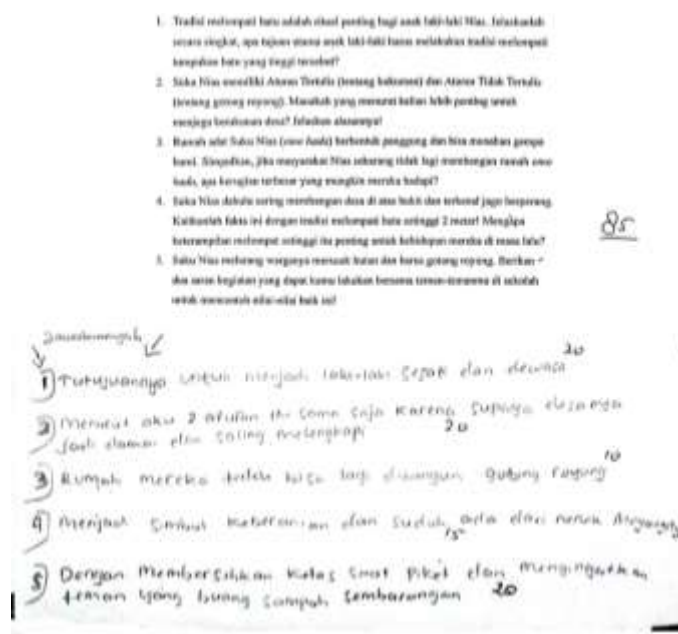 1. Tradisi melompati batu adalah ritual penting bagi anak laki-laki Nias. Jelaskanlah
secara singkat, apa tujuan utama anak laki-laki harus melakukan tradisi melompati
tumpukan batu yang tinggi tersebut?
2. Suku Nias memiliki Aturan Tertulis (tentang hukuman) dan Aturan Tidak Tertulis
(tentang gotong royong). Manakah yang menurut kalian lebih penting untuk
menjaga kerukunan desa? Jelaskan alasannya!
3. Rumah adat Suku Nias (omo hada) berbentuk panggung dan bisa menahan gempa
bumi. Simpulkan, jika masyarakat Nias sekarang tidak lagi membangun rumah omo
hada, apa kerugian terbesar yang mungkin mereka hadapi?
4. Suku Nias dahulu sering membangun desa di atas bukit dan terkenal jago berperang.
Kaitkanlah fakta ini dengan tradisi melompati batu setinggi 2 meter! Mengapa
keterampilan melompat setinggi itu penting untuk kehidupan mereka di masa lalu?
5. Suku Nias melarang warganya merusak hutan dan harus gotong royong. Berikan
dua saran kegiatan yang dapat kamu lakukan bersama teman-temanmu di sekolah
untuk mencontoh nilai-nilai baik ini!
85
20
1) Tutujuannya untuk menjadi laki-laki sejati dan dewasa
2) Menurut aku 2 aturan itu sama saja karena supaya desanya
jadi damai dan saling melengkapi 20
10
3) Rumah mereka tidak bisa lagi dibangun gotong royong
4) Menjadi simbol keberanian dan sudah ada dari nenek
15
5) Dengan Membersihkan kelas saat piket dan mengingatkan
teman yang buang sampah sembarangan 20